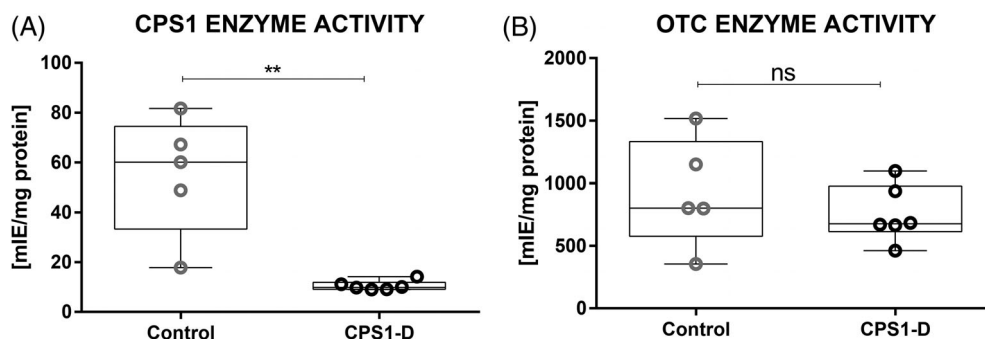 (A)
CPS1 ENZYME ACTIVITY
[mIE/mg protein]
100
80
60
40
20
0
**
Control
CPS1-D
(B)
OTC ENZYME ACTIVITY
[mIE/mg protein]
2000
1500
1000
500
0
ns
Control
CPS1-D